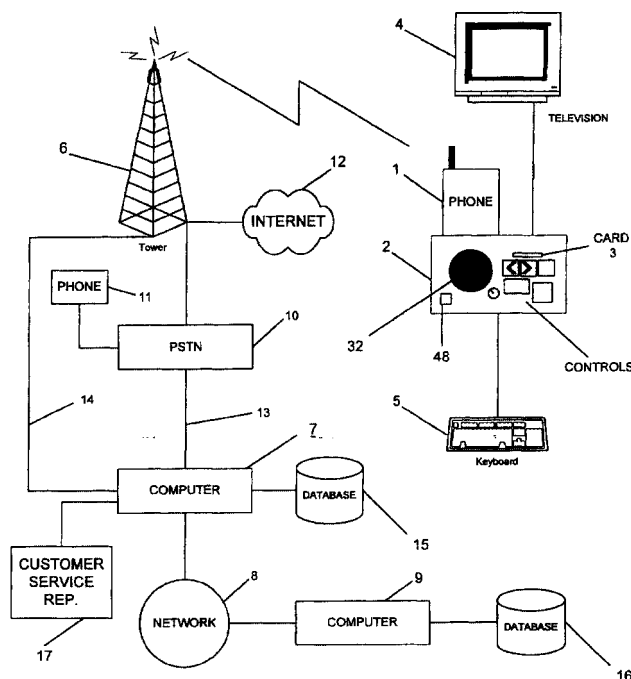 4
TELEVISION
6
12
1
PHONE
INTERNET
Tower
CARD
3
2
PHONE
11
10
PSTN
32
48
CONTROLS
14
13
5
Keyboard
7
COMPUTER
DATABASE
15
CUSTOMER
SERVICE
REP.
17
8
NETWORK
9
COMPUTER
DATABASE
16